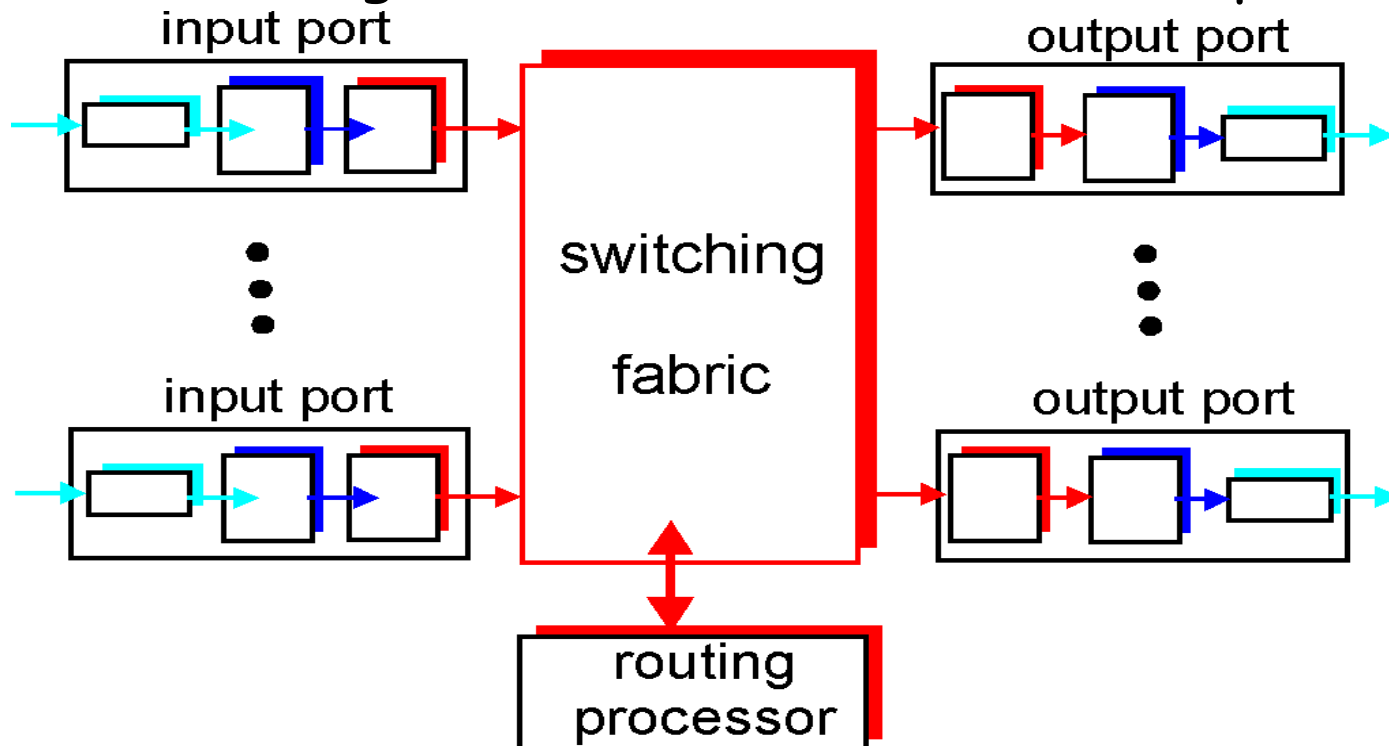 input port
output port
switching
fabric
input port
output port
routing
processor